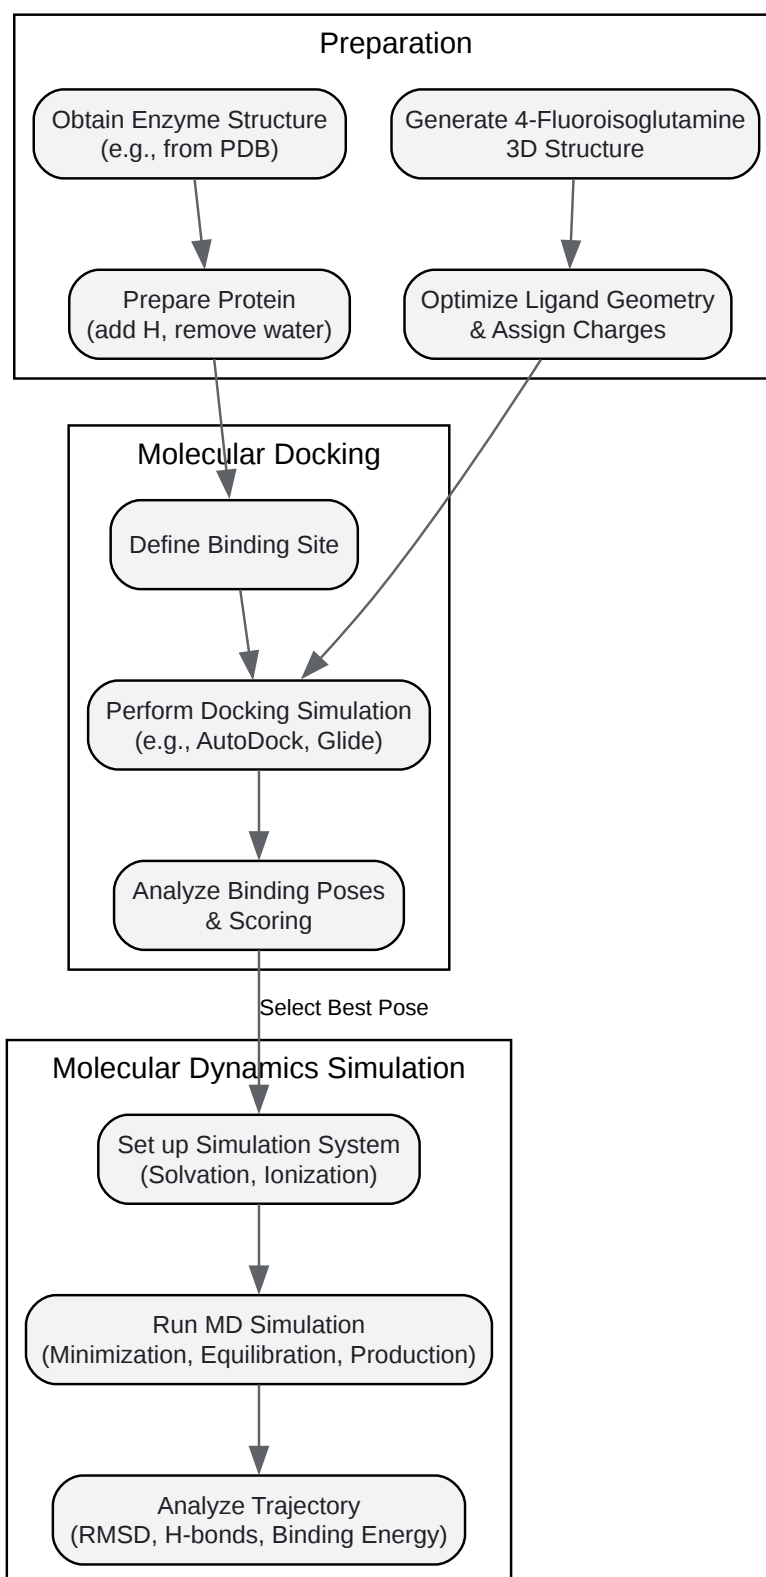 Preparation
Obtain Enzyme Structure
(e.g., from PDB)
Generate 4-Fluoroisoglutamine
3D Structure
Prepare Protein
(add H, remove water)
Optimize Ligand Geometry
& Assign Charges
Molecular Docking
Define Binding Site
Perform Docking Simulation
(e.g., AutoDock, Glide)
Analyze Binding Poses
& Scoring
Select Best Pose
Molecular Dynamics Simulation
Set up Simulation System
(Solvation, Ionization)
Run MD Simulation
(Minimization, Equilibration, Production)
Analyze Trajectory
(RMSD, H-bonds, Binding Energy)